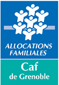 ALLOCATIONS
FAMILIALES
Caf
de Grenoble